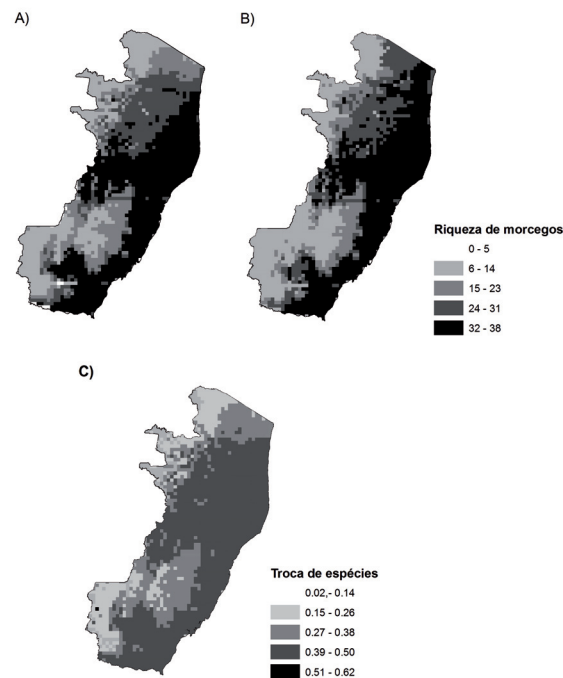 A)
B)
Riqueza de morcegos
0 - 5
6 - 14
15 - 23
24 - 31
32 - 38
C)
Troca de espécies
0.02,- 0.14
0.15 - 0.26
0.27 - 0.38
0.39 - 0.50
0.51 - 0.62